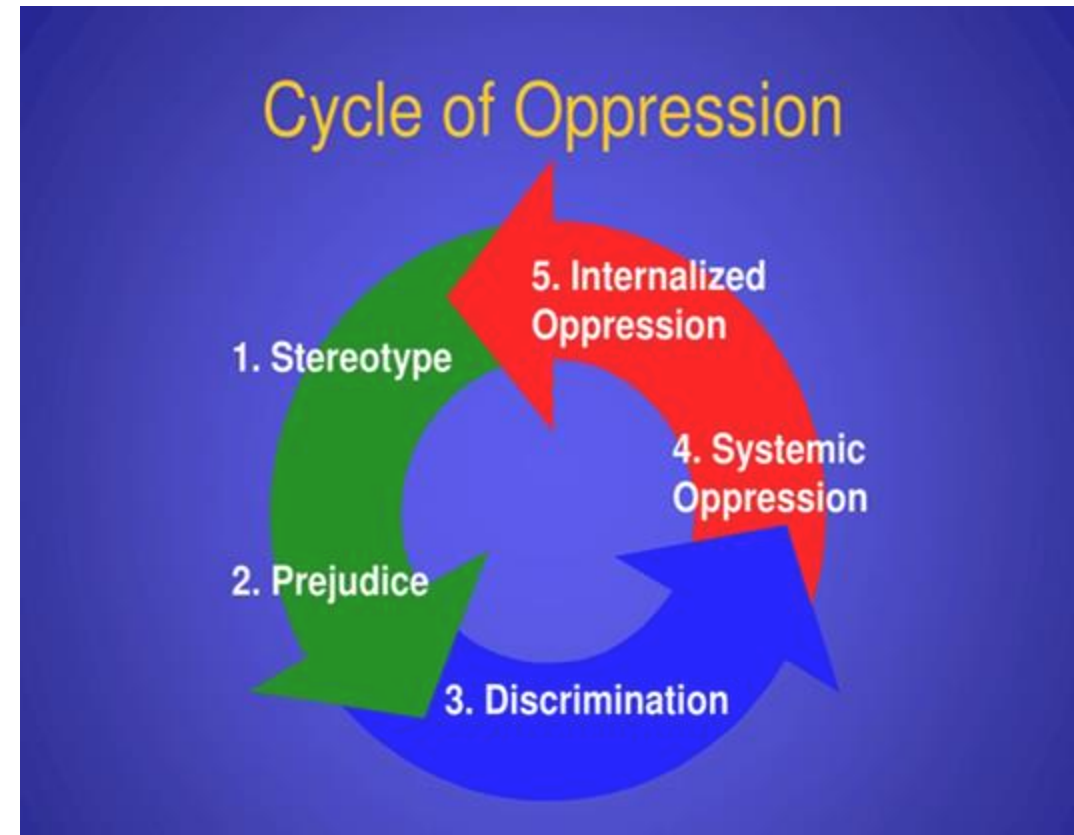 Cycle of Oppression
1. Stereotype
2. Prejudice
3. Discrimination
4. Systemic
Oppression
5. Internalized
Oppression